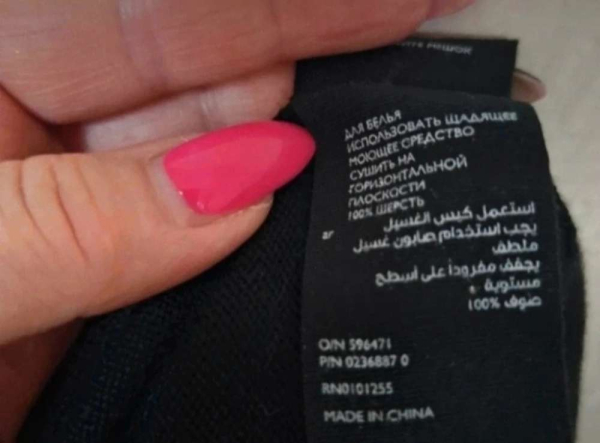 ДЛЯ БЕЛЬЯ
ИСПОЛЬЗОВАТЬ ЩАДЯЩЕЕ
МОЮЩЕЕ СРЕДСТВО
СУШИТЬ НА
ГОРИЗОНТАЛЬНОЙ
ПЛОСКОСТИ
100% ШЕРСТЬ
ar
استعمل كيس الغسيل
يجب استخدام صابون غسيل
ملطف
يجفف مفروداً على أسطح
مستوية
صوف 100%
O/N 596471
P/N 0236887 0
RN0101255
MADE IN CHINA